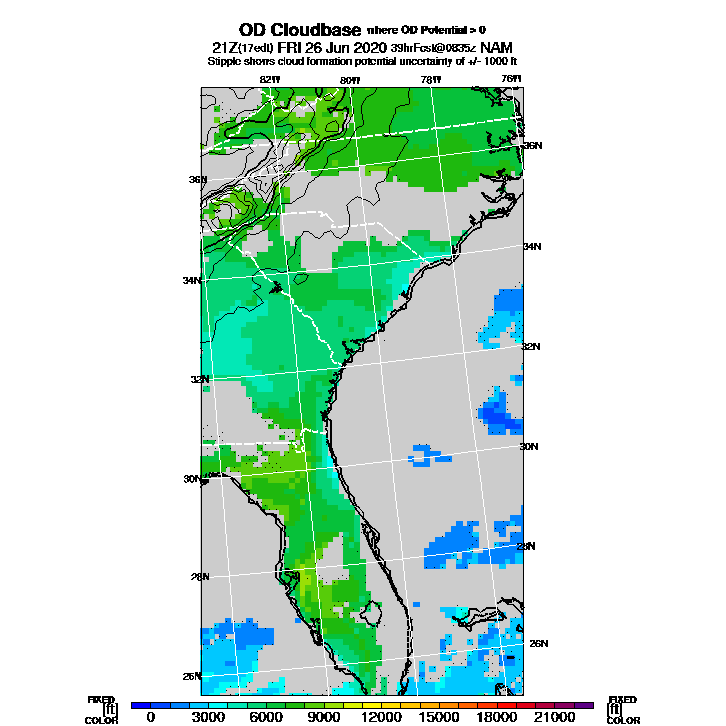 OD Cloudbase where OD Potential > 0
21Z(17edt) FRI 26 Jun 2020 39hrFcst@0835z NAM
Stipple shows cloud formation potential uncertainty of +/- 1000 ft
82W 80W 78W 76W
36N
36N
34N
34N
32N
32N
30N
30N
28N
28N
26N
26N
FIXED FIXED
[ft] [ft]
COLOR COLOR
0 3000 6000 9000 12000 15000 18000 21000